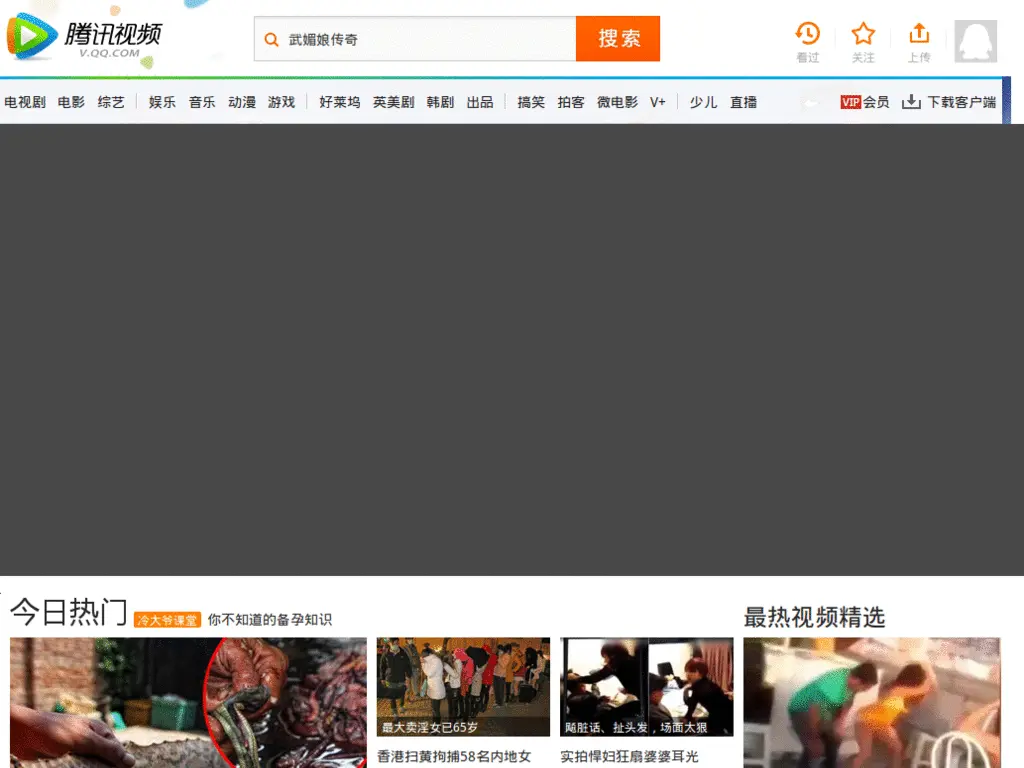 腾讯视频
V.QQ.COM
武媚娘传奇
搜索
看过
关注
上传
电视剧 电影 综艺 娱乐 音乐 动漫 游戏 好莱坞 英美剧 韩剧 出品 搞笑 拍客 微电影 V+ 少儿 直播
VIP会员 下载客户端
今日热门 冷大爷课堂 你不知道的备孕知识
最热视频精选
最大卖淫女已65岁
飚脏话、扯头发，场面太狠
香港扫黄拘捕58名内地女
实拍悍妇狂扇婆婆耳光